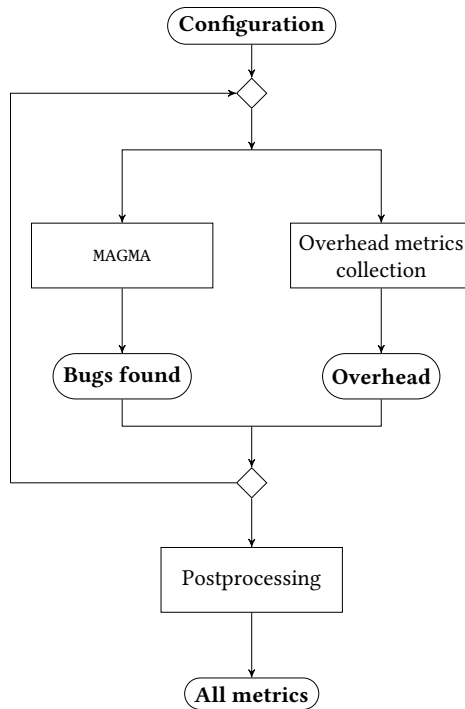 Configuration
MAGMA
Overhead metrics
collection
Bugs found
Overhead
Postprocessing
All metrics